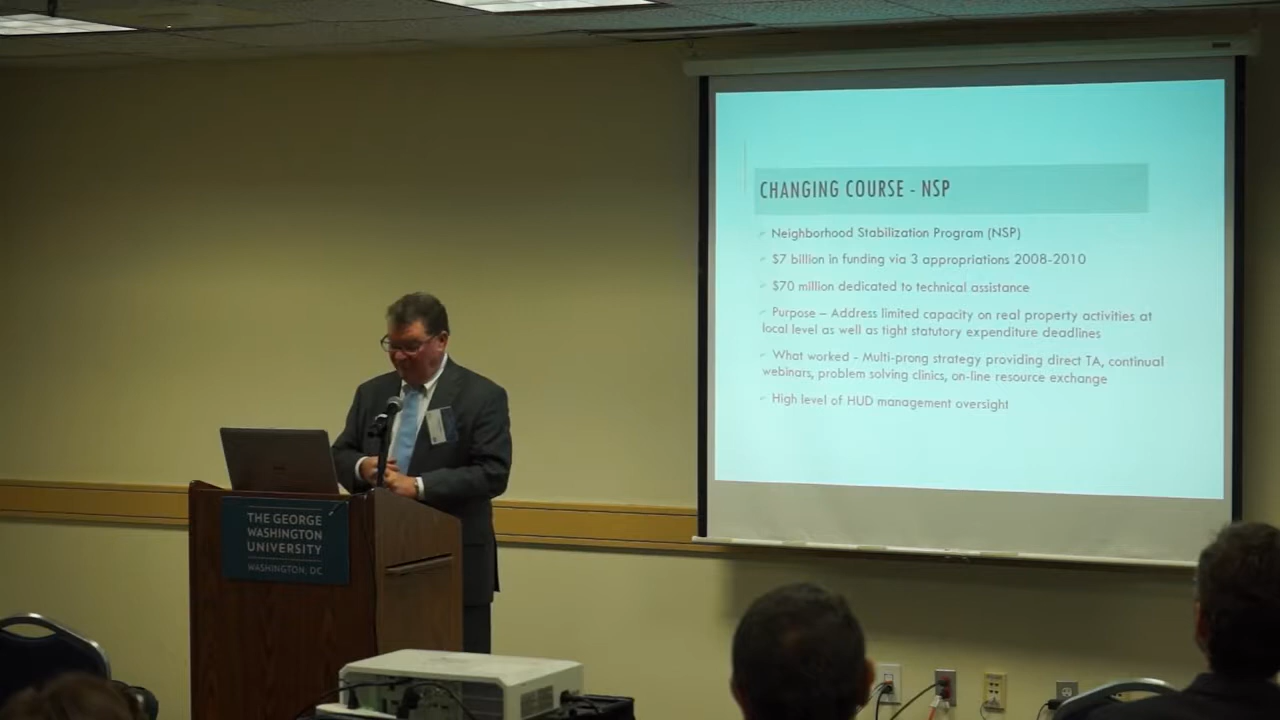 CHANGING COURSE - NSP
Neighborhood Stabilization Program (NSP)
$7 billion in funding via 3 appropriations 2008-2010
$70 million dedicated to technical assistance
Purpose – Address limited capacity on real property activities at
local level as well as tight statutory expenditure deadlines
What worked - Multi-prong strategy providing direct TA, continual
webinars, problem solving clinics, on-line resource exchange
High level of HUD management oversight
THE GEORGE
WASHINGTON
UNIVERSITY
WASHINGTON, DC